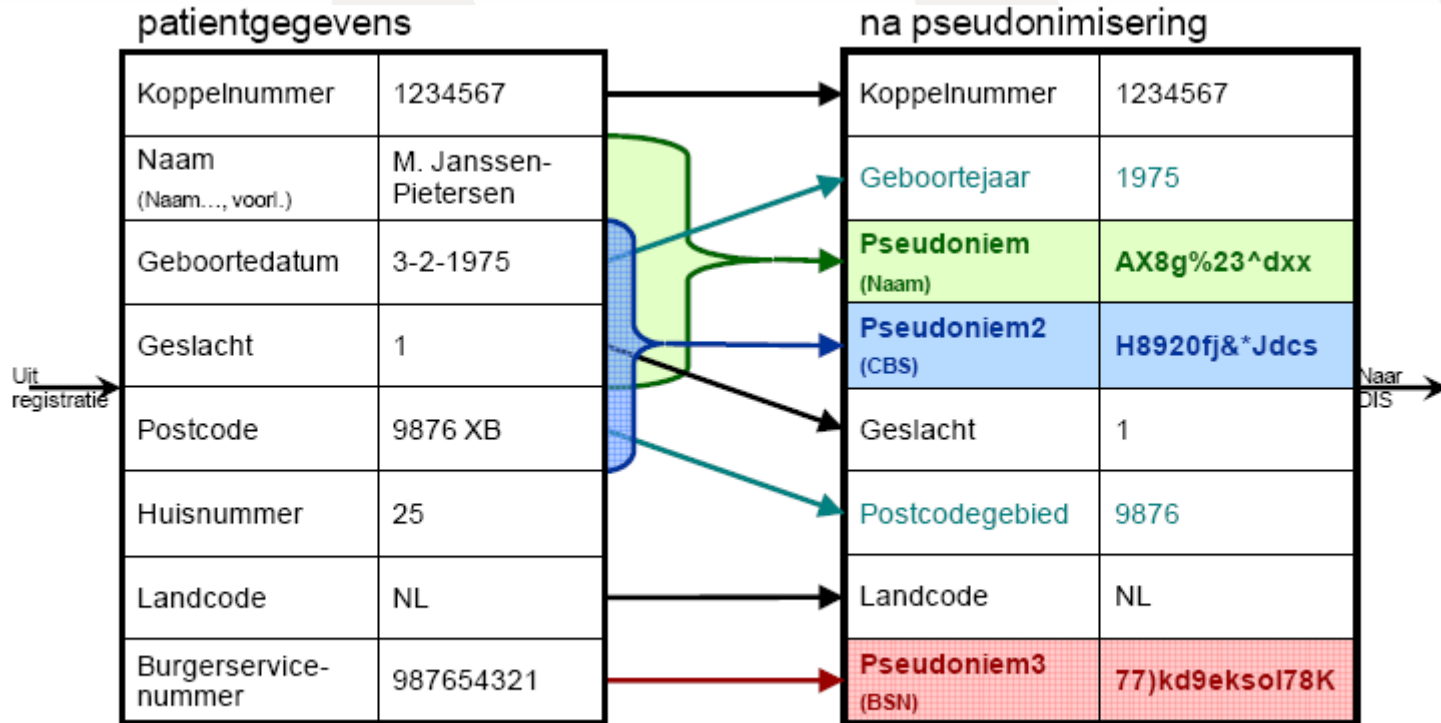 patientgegevens
na pseudonimisering
Koppelnummer 1234567
Koppelnummer 1234567
Naam
(Naam..., voorl.)
M. Janssen-
Pietersen
Geboortejaar 1975
Geboortedatum 3-2-1975
Pseudoniem
(Naam)
AX8g%23^dxx
Geslacht 1
Pseudoniem2
(CBS)
H8920fj&*Jdcs
Uit
registratie
Naar
DIS
Postcode 9876 XB
Geslacht 1
Huisnummer 25
Postcodegebied 9876
Landcode NL
Landcode NL
Burgerservice-
nummer
987654321
Pseudoniem3
(BSN)
77)kd9eksol78K